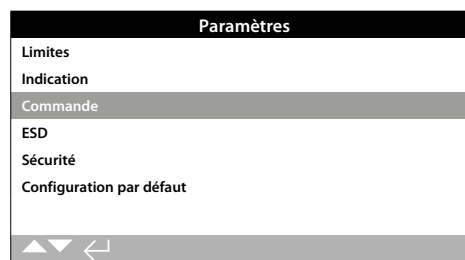 Paramètres
Limites
Indication
Commande
ESD
Sécurité
Configuration par défaut